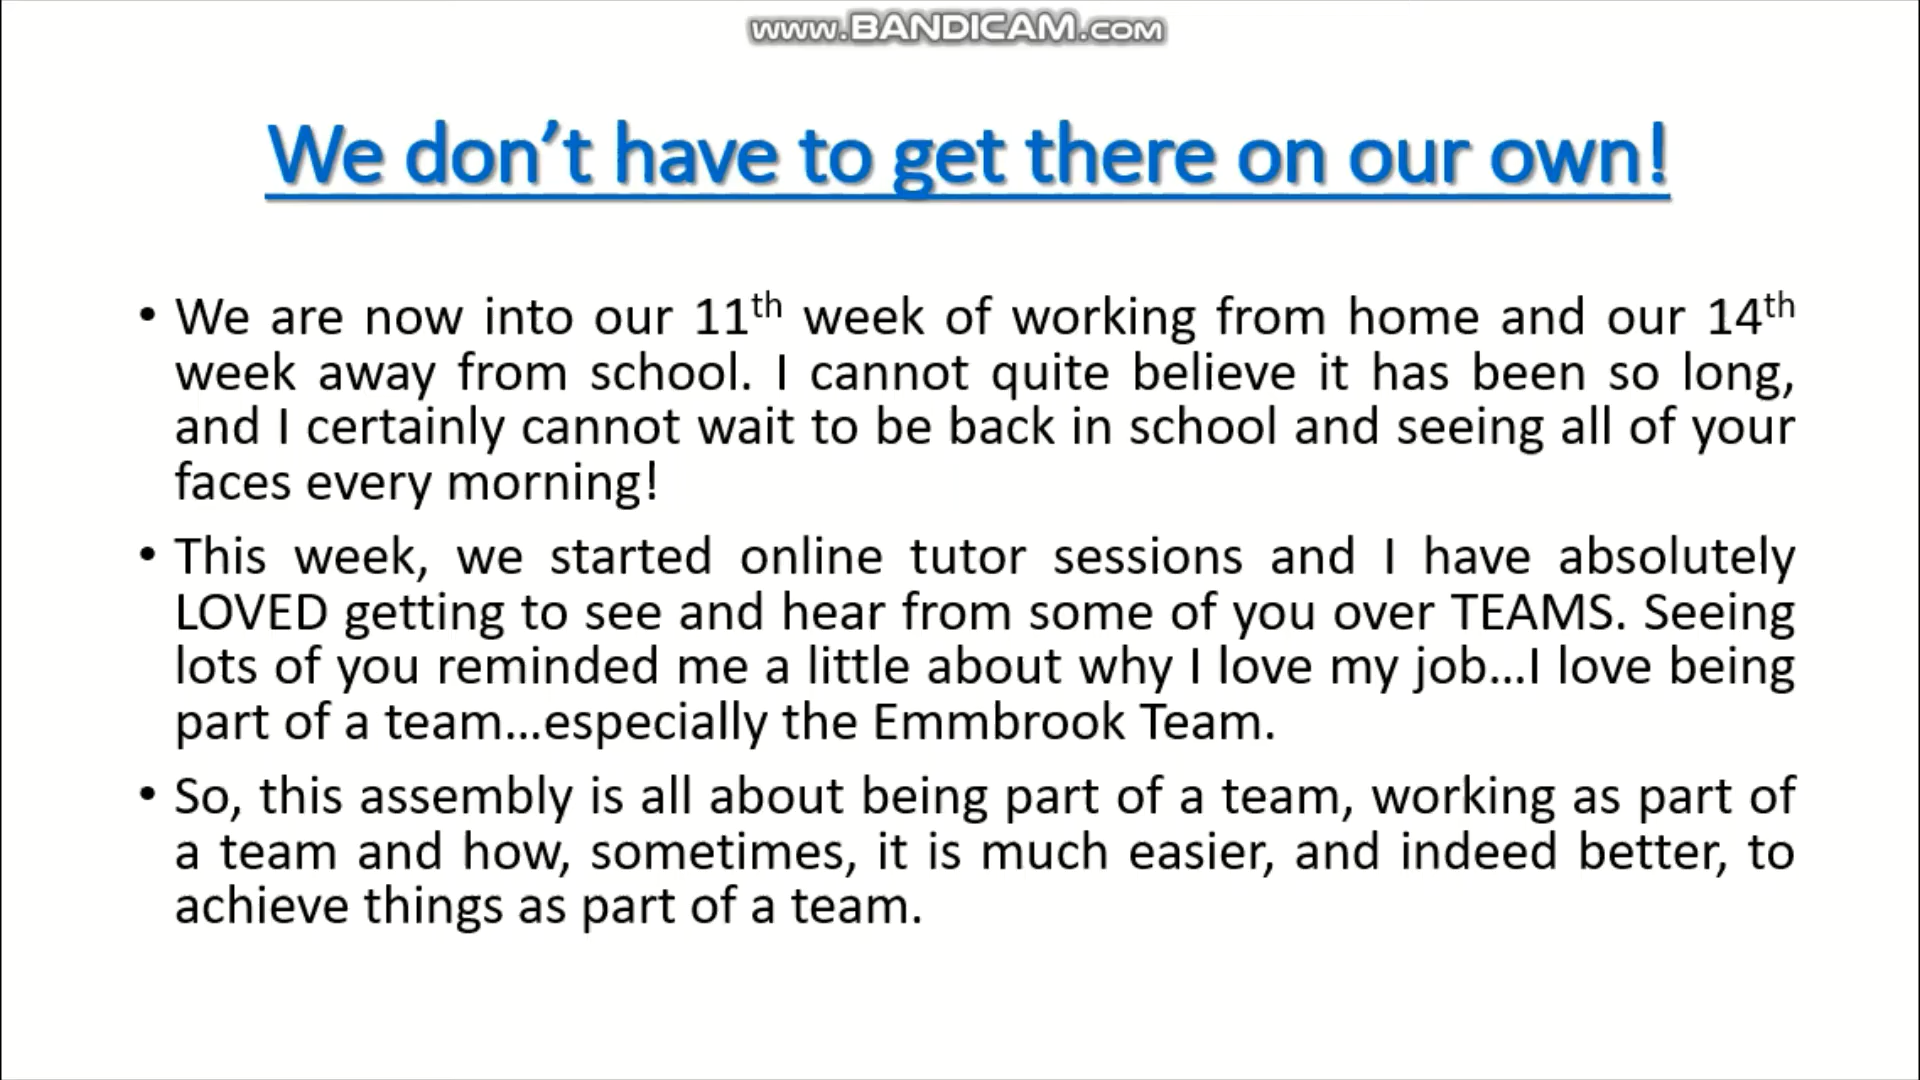 www.BANDICAM.com
We don’t have to get there on our own!
• We are now into our 11th week of working from home and our 14th
week away from school. I cannot quite believe it has been so long,
and I certainly cannot wait to be back in school and seeing all of your
faces every morning!
• This week, we started online tutor sessions and I have absolutely
LOVED getting to see and hear from some of you over TEAMS. Seeing
lots of you reminded me a little about why I love my job…I love being
part of a team…especially the Emmbrook Team.
• So, this assembly is all about being part of a team, working as part of
a team and how, sometimes, it is much easier, and indeed better, to
achieve things as part of a team.